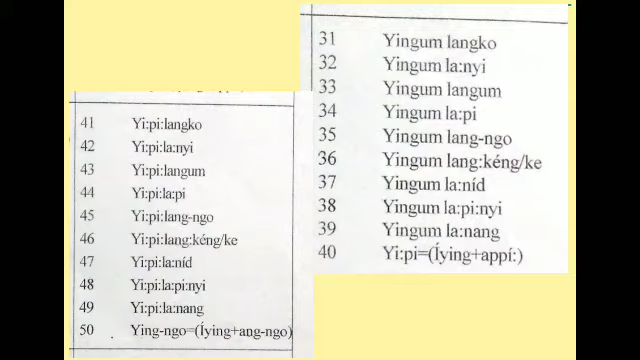 41 Yi:pi:langko
42 Yi:pi:la:nyi
43 Yi:pi:langum
44 Yi:pi:la:pi
45 Yi:pi:lang-ngo
46 Yi:pi:lang:kéng/ke
47 Yi:pi:la:níd
48 Yi:pi:la:pi:nyi
49 Yi:pi:la:nang
50 Ying-ngo=(Íying+ang-ngo)
31 Yingum langko
32 Yingum la:nyi
33 Yingum langum
34 Yingum la:pi
35 Yingum lang-ngo
36 Yingum lang:kéng/ke
37 Yingum la:níd
38 Yingum la:pi:nyi
39 Yingum la:nang
40 Yi:pi=(Íying+appí:)